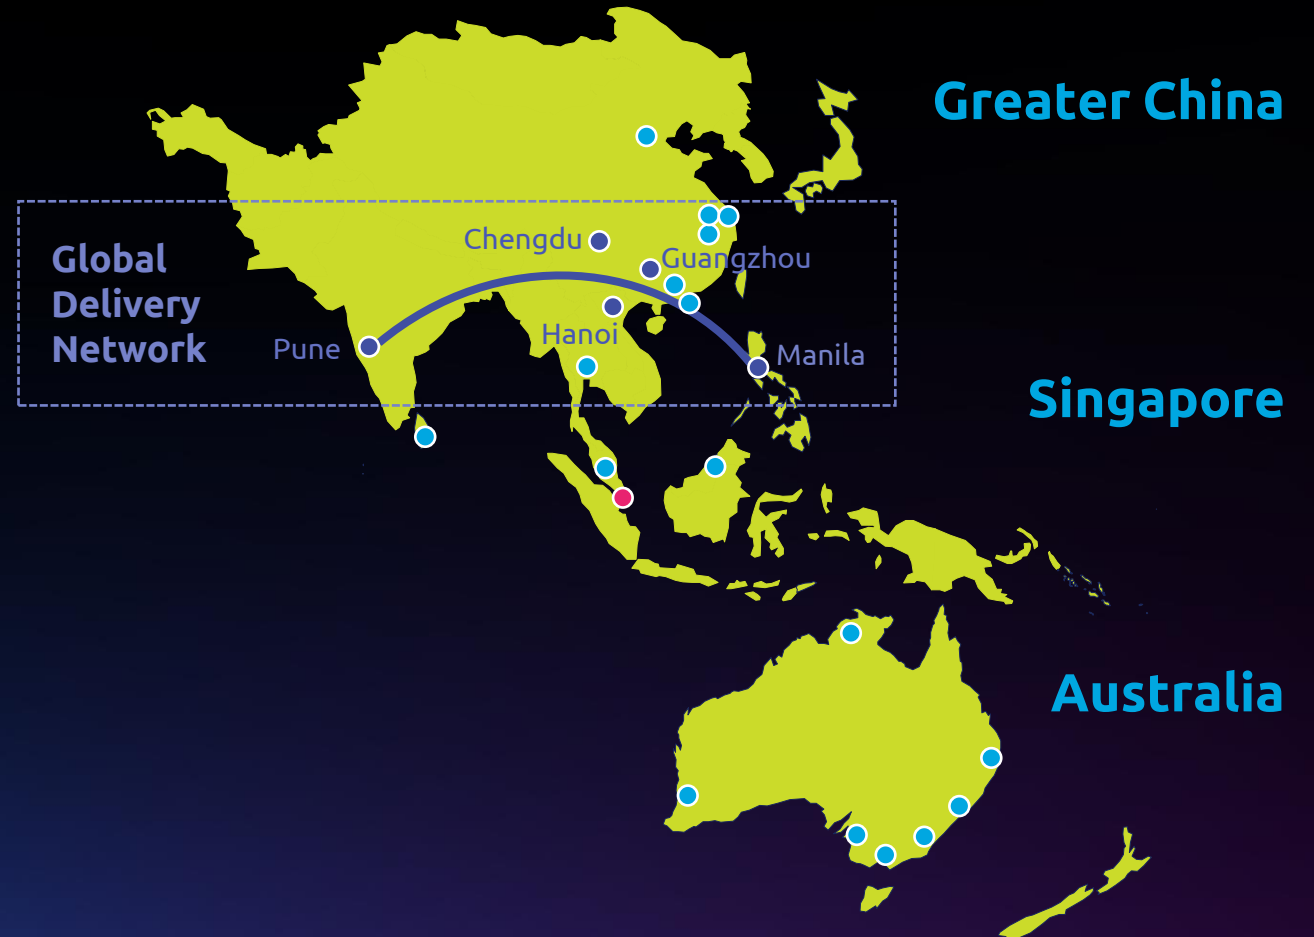 Greater China
Global
Delivery
Network
Chengdu
Guangzhou
Hanoi
Pune
Manila
Singapore
Australia